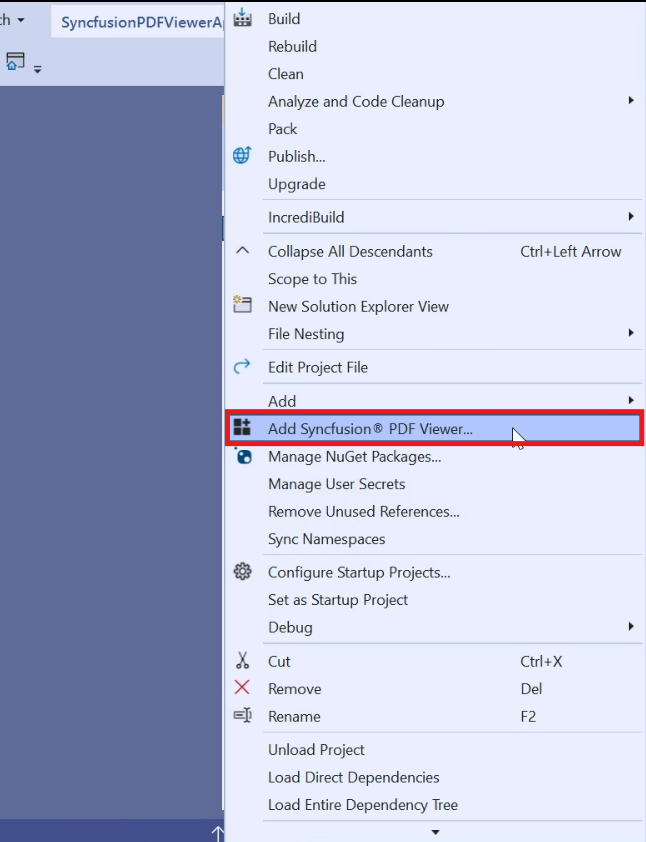 ch
SyncfusionPDFViewerAp
Build
Rebuild
Clean
Analyze and Code Cleanup
Pack
Publish...
Upgrade
IncrediBuild
Collapse All Descendants Ctrl+Left Arrow
Scope to This
New Solution Explorer View
File Nesting
Edit Project File
Add
Add Syncfusion® PDF Viewer...
Manage NuGet Packages...
Manage User Secrets
Remove Unused References...
Sync Namespaces
Configure Startup Projects...
Set as Startup Project
Debug
Cut Ctrl+X
Remove Del
Rename F2
Unload Project
Load Direct Dependencies
Load Entire Dependency Tree